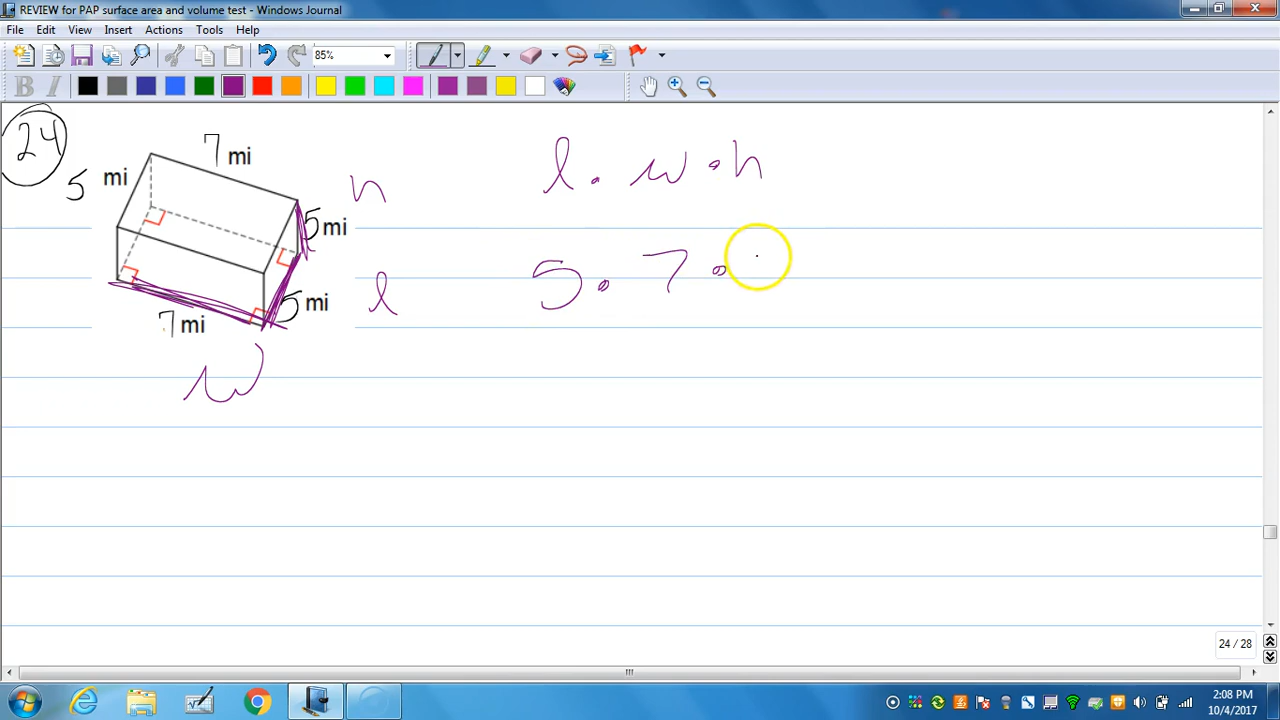 REVIEW for PAP surface area and volume test - Windows Journal
File Edit View Insert Actions Tools Help
85%
B I
24
7 mi
5 mi
h
5 mi
l
5 mi
7 mi
w
l · w · h
5 · 7 ·
24 / 28
2:08 PM
10/4/2017